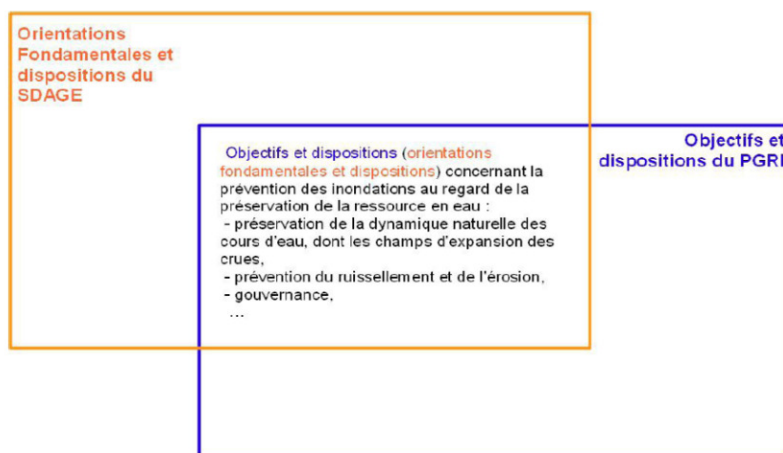 Orientations
Fondamentales et
dispositions du
SDAGE
Objectifs et
dispositions du PGRI
Objectifs et dispositions (orientations
fondamentales et dispositions) concernant la
prévention des inondations au regard de la
préservation de la ressource en eau :
- préservation de la dynamique naturelle des
cours d'eau, dont les champs d'expansion des
crues,
- prévention du ruissellement et de l'érosion,
- gouvernance,
...